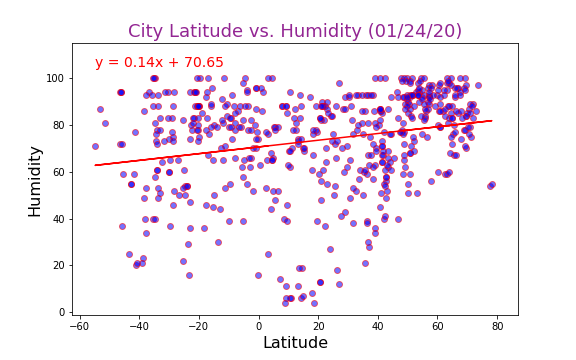 City Latitude vs. Humidity (01/24/20)
y = 0.14x + 70.65
100
80
60
40
20
0
Humidity
−60 −40 −20 0 20 40 60 80
Latitude